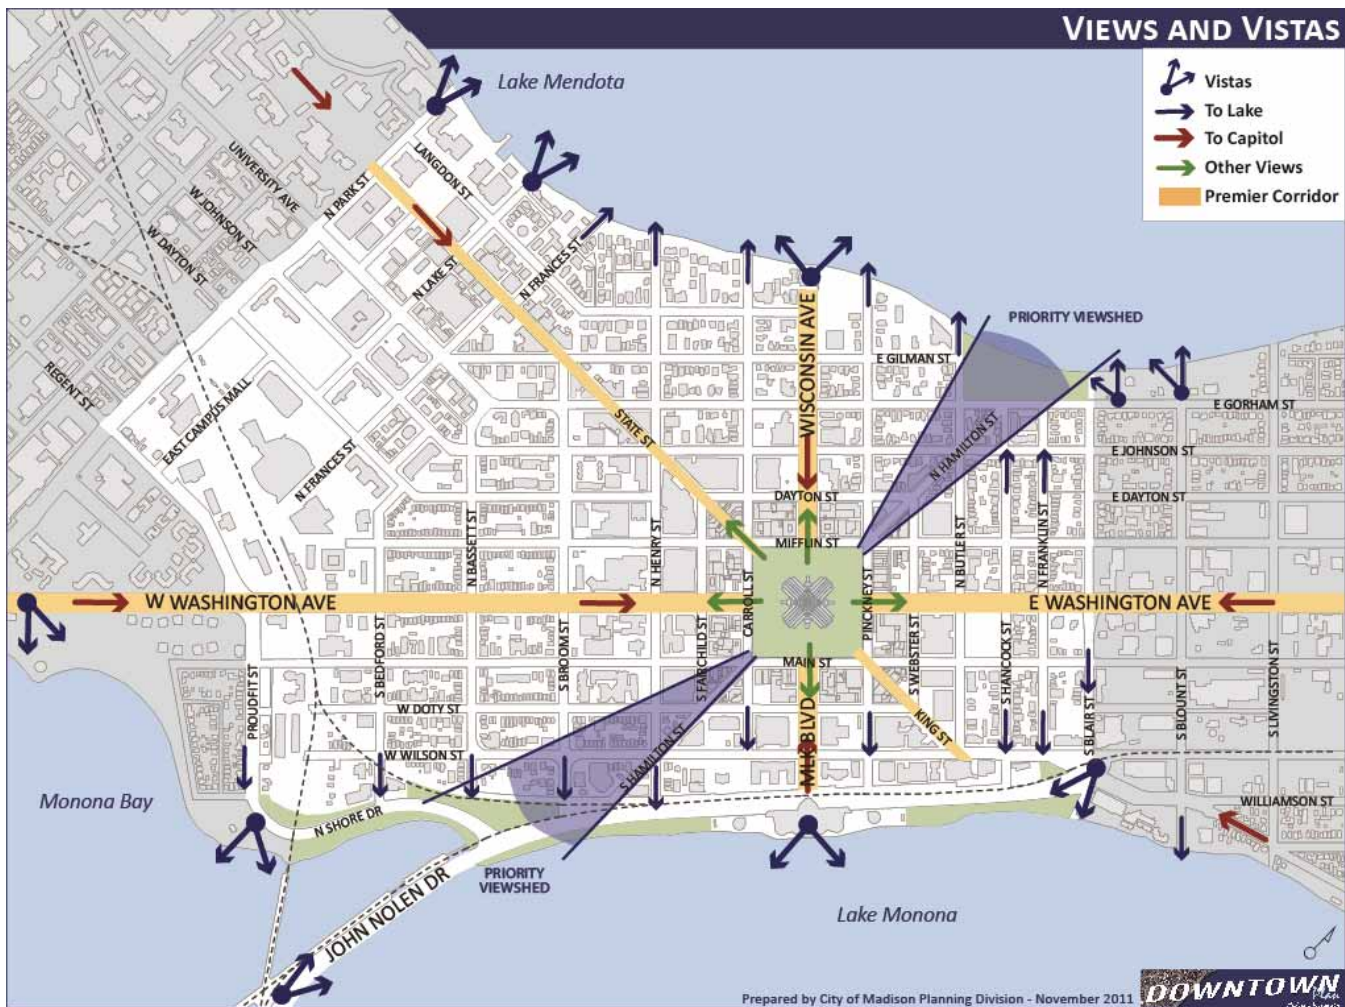 VIEWS AND VISTAS
Vistas
To Lake
To Capitol
Other Views
Premier Corridor
Lake Mendota
UNIVERSITY AVE
W JOHNSON ST
W DAYTON ST
N PARK ST
LANGDON ST
N LAKE ST
N FRANCES ST
REGENT ST
EAST CAMPUS MALL
N FRANCES ST
STATE ST
WISCONSIN AVE
PRIORITY VIEWSHED
E GILMAN ST
E GORHAM ST
N HAMILTON ST
E JOHNSON ST
E DAYTON ST
DAYTON ST
MIFFLIN ST
N BASSETT ST
N HENRY ST
N BUTLER ST
N FRANKLIN ST
W WASHINGTON AVE
E WASHINGTON AVE
CARROLL ST
PINCKNEY ST
MAIN ST
PROUDFIT ST
S BEDFORD ST
S BROOM ST
S FAIRCHILD ST
S WEBSTER ST
S HANCOCK ST
S BLAIR ST
S BLOUNT ST
S LIVINGSTON ST
W DOTY ST
W WILSON ST
S HAMILTON ST
MLK BLVD
KING ST
WILLIAMSON ST
Monona Bay
N SHORE DR
JOHN NOLEN DR
PRIORITY
VIEWSHED
Lake Monona
Prepared by City of Madison Planning Division - November 2011
DOWNTOWN
Plan